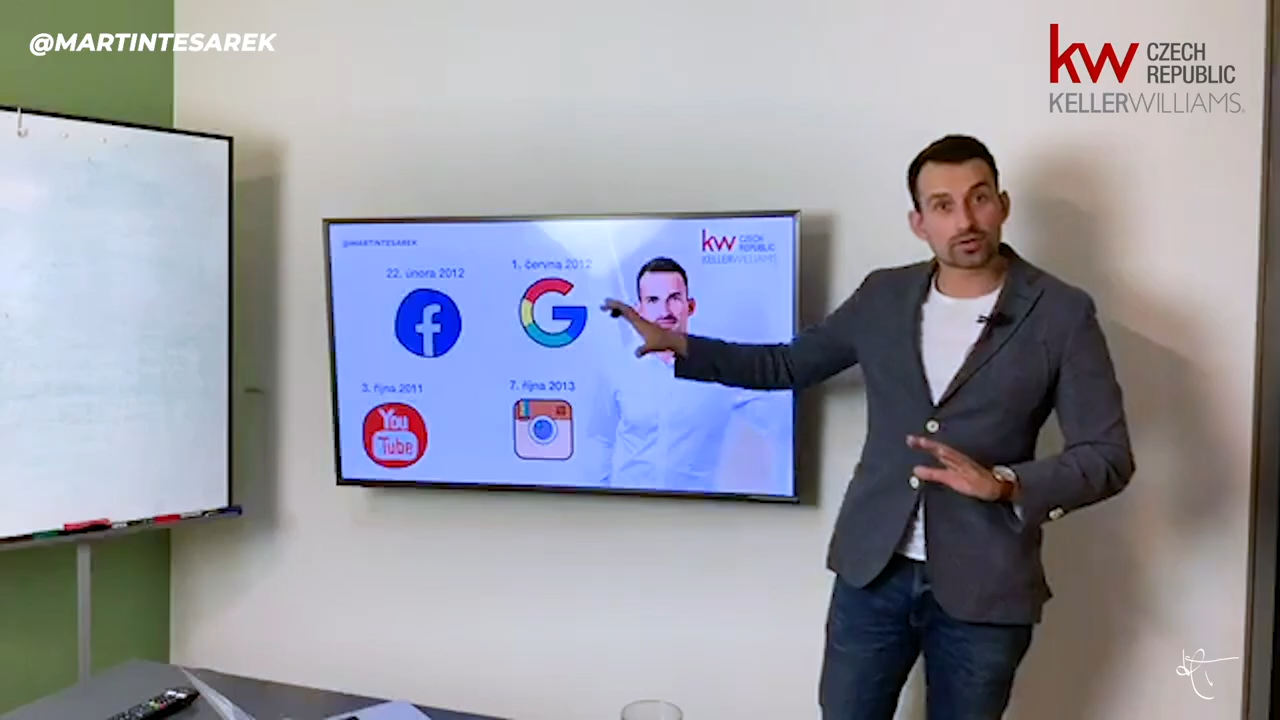 @MARTINTESAREK
kw CZECH
REPUBLIC
KELLERWILLIAMS
@MARTINTESAREK
kw CZECH
REPUBLIC
KELLERWILLIAMS
22. února 2012
1. června 2012
f
G
3. října 2011
7. října 2013
You
Tube